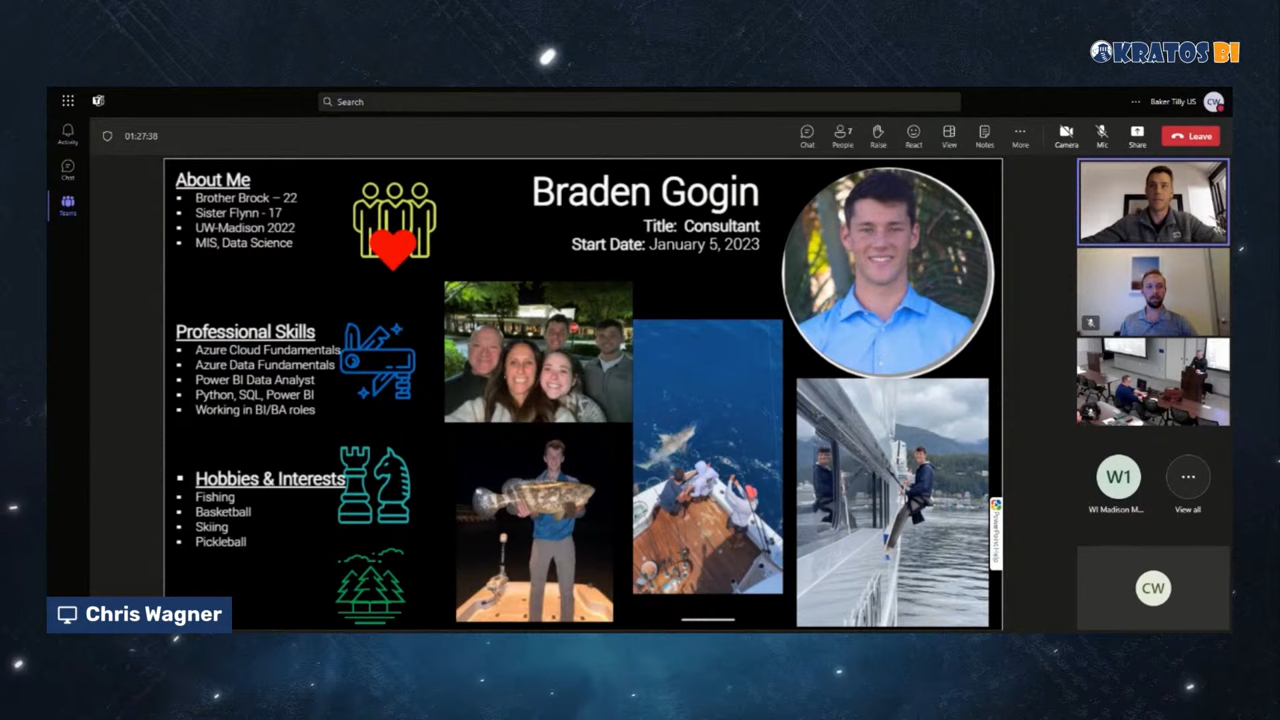 KRATOS BI
Search
Baker Tilly US
CW
01:27:38
Chat
People
7
Raise
React
View
Notes
More
Camera
Mic
Share
Leave
Activity
Chat
Teams
About Me
Brother Brock – 22
Sister Flynn - 17
UW-Madison 2022
MIS, Data Science
Braden Gogin
Title: Consultant
Start Date: January 5, 2023
Professional Skills
Azure Cloud Fundamentals
Azure Data Fundamentals
Power BI Data Analyst
Python, SQL, Power BI
Working in BI/BA roles
Hobbies & Interests
Fishing
Basketball
Skiing
Pickleball
W1
WI Madison M...
View all
CW
Chris Wagner